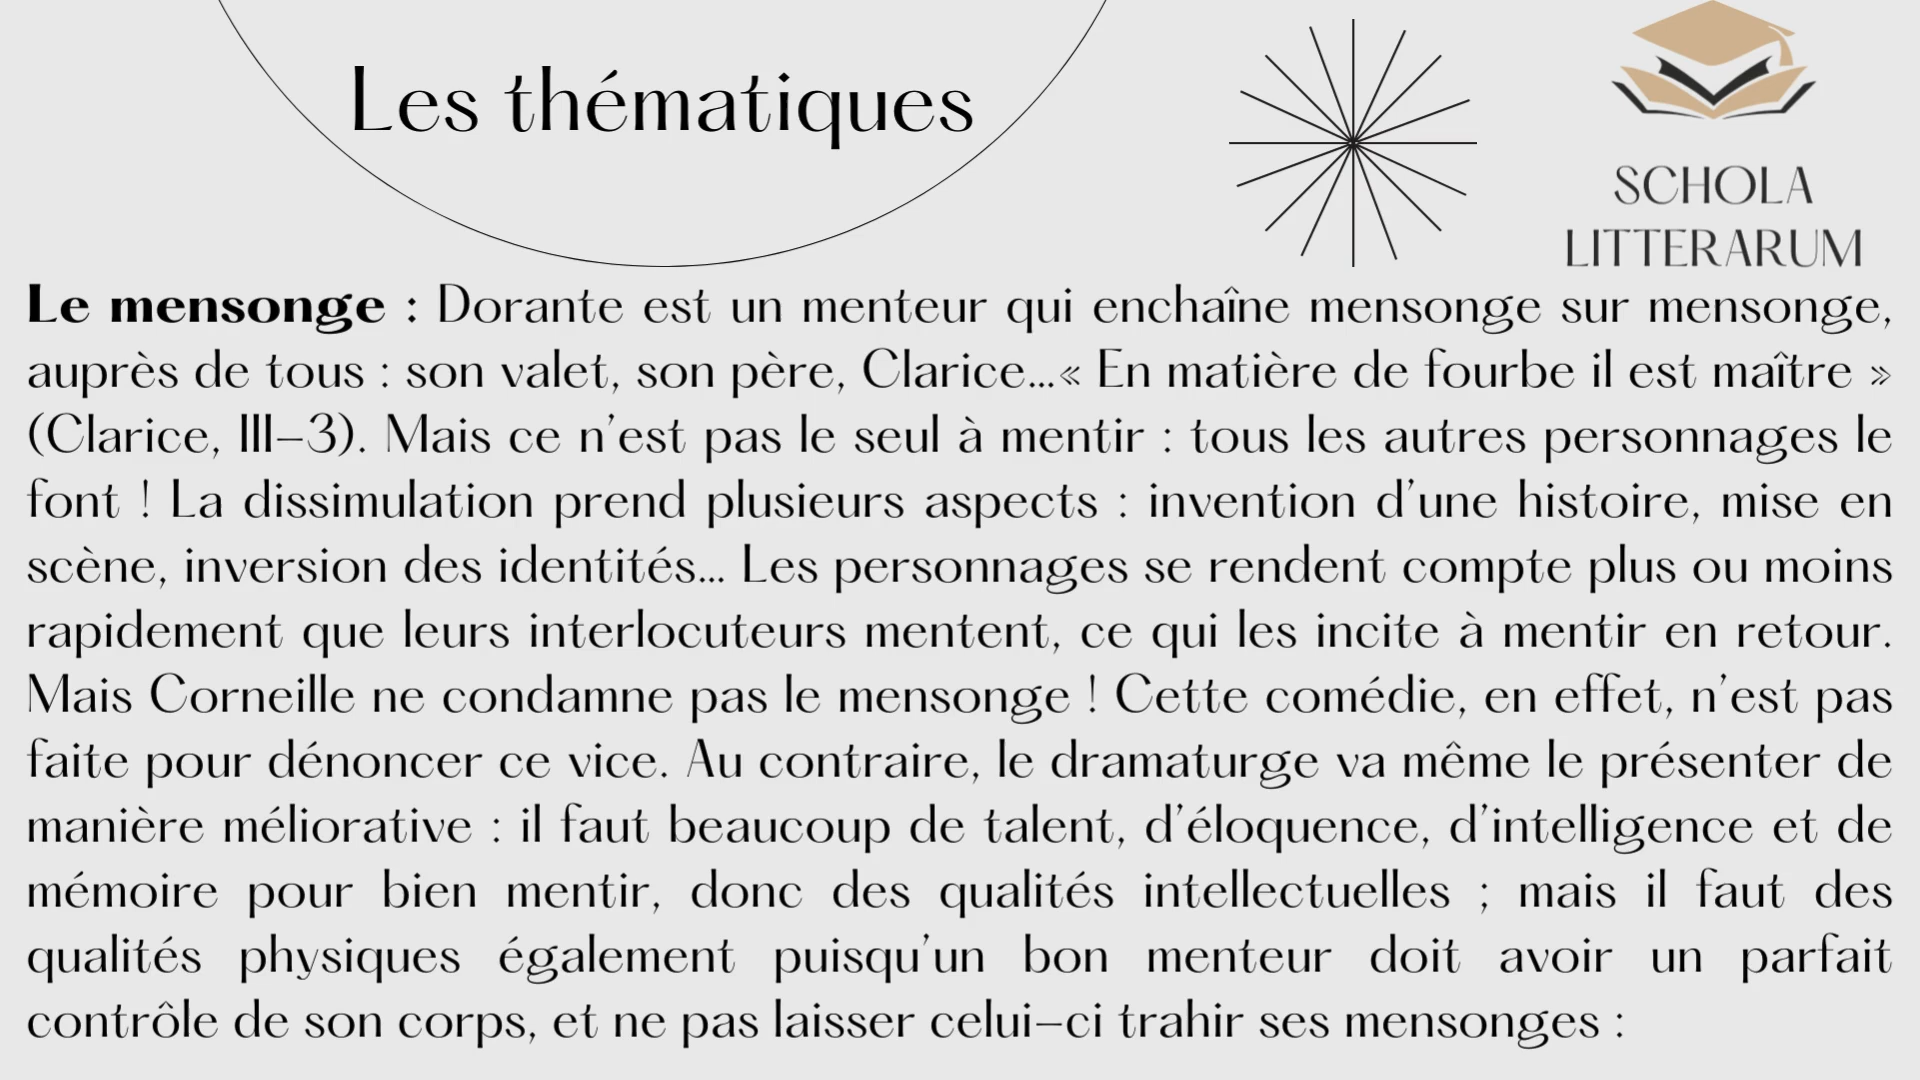 Les thématiques
SCHOLA
LITTERARUM
Le mensonge : Dorante est un menteur qui enchaîne mensonge sur mensonge,
auprès de tous : son valet, son père, Clarice...« En matière de fourbe il est maître »
(Clarice, III-3). Mais ce n'est pas le seul à mentir : tous les autres personnages le
font ! La dissimulation prend plusieurs aspects : invention d'une histoire, mise en
scène, inversion des identités... Les personnages se rendent compte plus ou moins
rapidement que leurs interlocuteurs mentent, ce qui les incite à mentir en retour.
Mais Corneille ne condamne pas le mensonge ! Cette comédie, en effet, n'est pas
faite pour dénoncer ce vice. Au contraire, le dramaturge va même le présenter de
manière méliorative : il faut beaucoup de talent, d'éloquence, d'intelligence et de
mémoire pour bien mentir, donc des qualités intellectuelles ; mais il faut des
qualités physiques également puisqu'un bon menteur doit avoir un parfait
contrôle de son corps, et ne pas laisser celui-ci trahir ses mensonges :